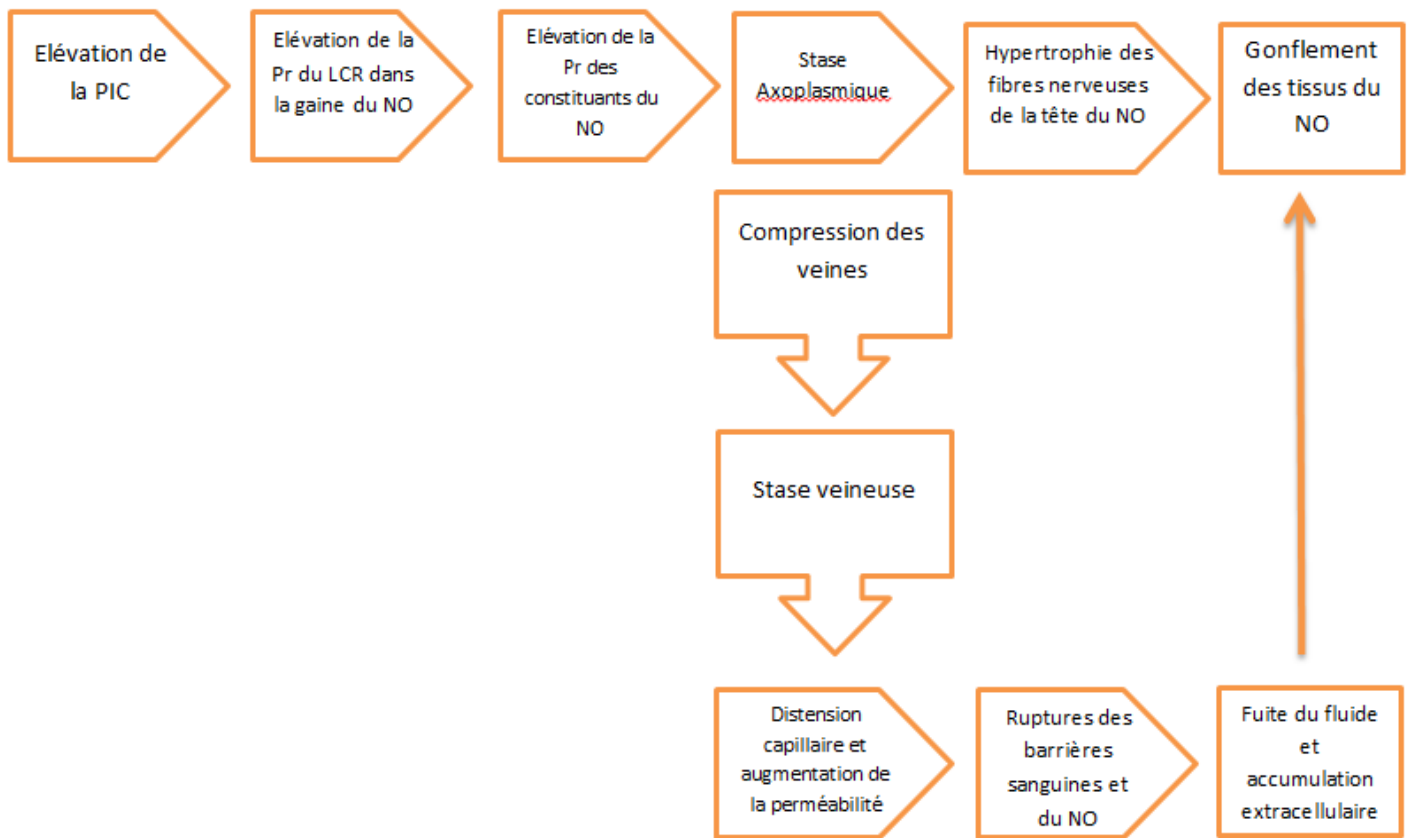 Elévation de
la PIC
Elévation de la
Pr du LCR dans
la gaine du NO
Elévation de la
Pr des
constituants du
NO
Stase
Axoplasmique
Hypertrophie des
fibres nerveuses
de la tête du NO
Gonflement
des tissus du
NO
Compression des
veines
Stase veineuse
Distension
capillaire et
augmentation de
la perméabilité
Ruptures des
barrières
sanguines et
du NO
Fuite du fluide
et
accumulation
extracellulaire